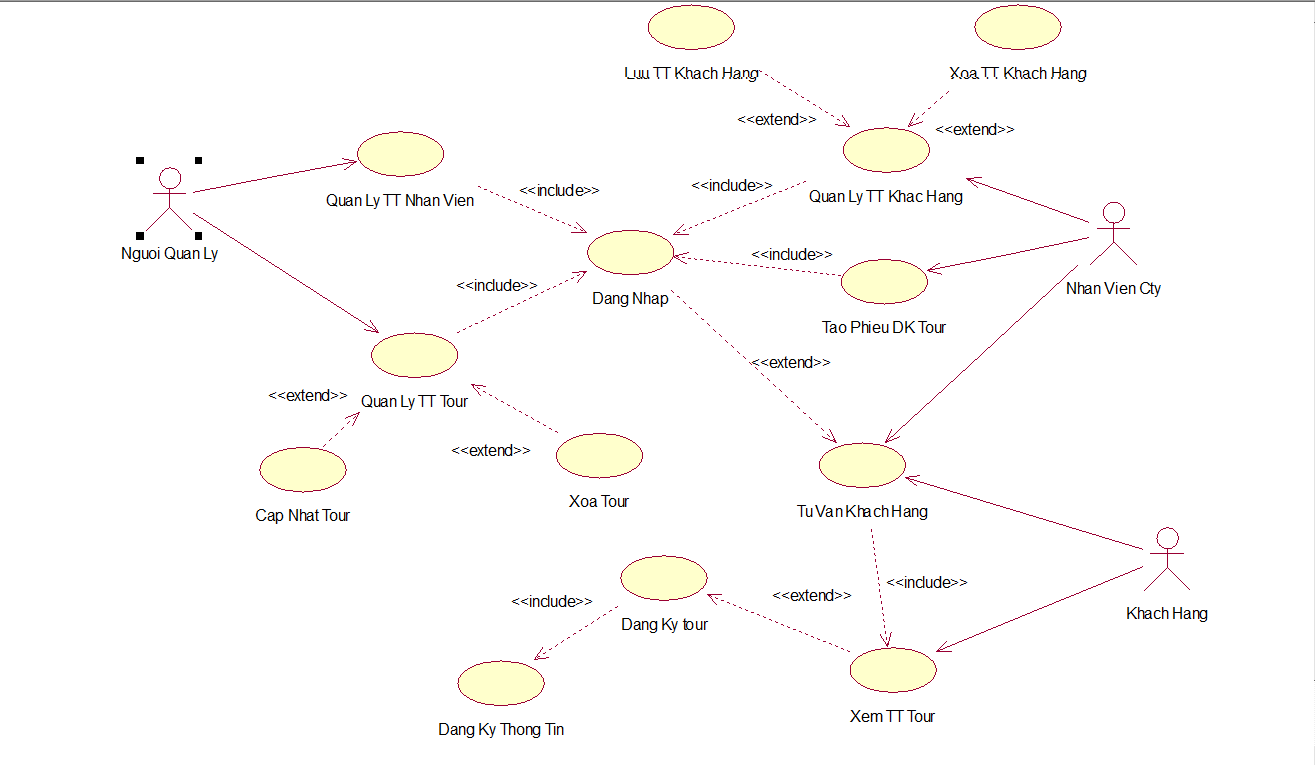 Luu TT Khach Hang
Xoa TT Khach Hang
<<extend>>
<<extend>>
Quan Ly TT Nhan Vien
<<include>>
<<include>>
Quan Ly TT Khac Hang
Nguoi Quan Ly
<<include>>
Nhan Vien Cty
<<include>>
Dang Nhap
Tao Phieu DK Tour
<<extend>>
<<extend>>
Quan Ly TT Tour
<<extend>>
Xoa Tour
Cap Nhat Tour
Tu Van Khach Hang
<<include>>
<<extend>>
<<include>>
Khach Hang
Dang Ky tour
Xem TT Tour
Dang Ky Thong Tin